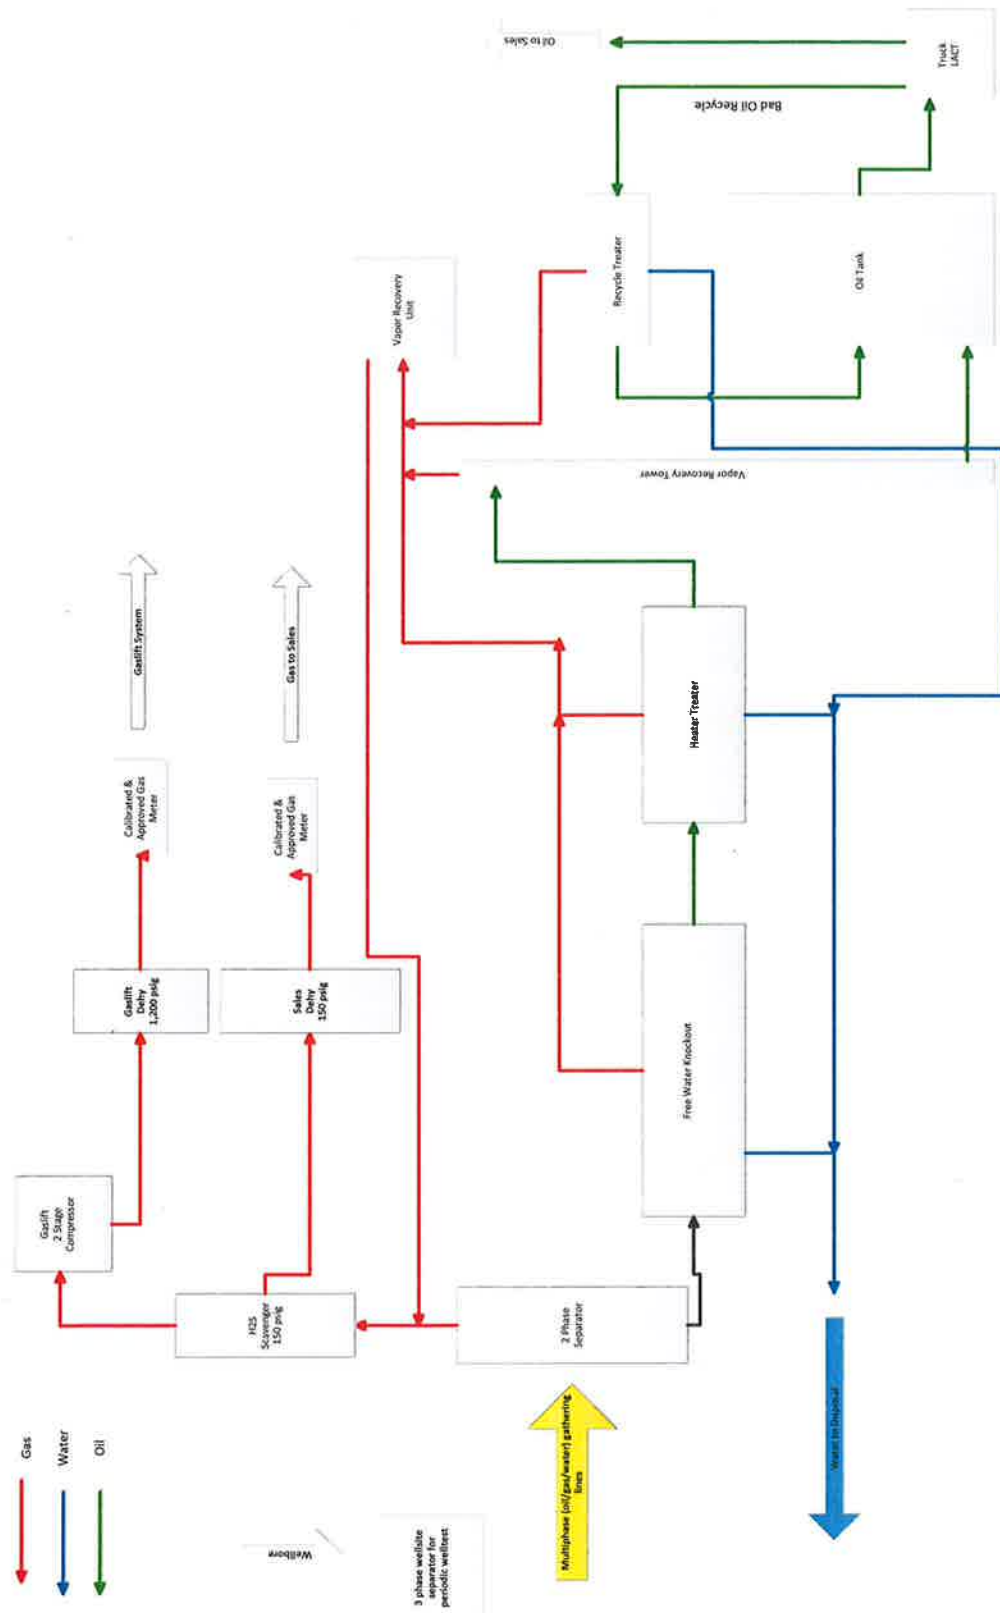 Gas
Water
Oil
Wellbore
3 phase wellsite
separator for
periodic welltest
Multiphase (oil/gas/water) gathering
lines
Water to Disposal
2 Phase
Separator
H2S
Scavenger
150 psig
Gaslift
2 Stage
Compressor
Gaslift
Dehy
1,200 psig
Sales
Dehy
150 psig
Calibrated &
Approved Gas
Meter
Calibrated &
Approved Gas
Meter
Gaslift System
Gas to Sales
Free Water Knockout
Heater Treater
Vapor Recovery Tower
Vapor Recovery
Unit
Recycle Treater
Oil Tank
Bad Oil Recycle
Oil to Sales
Truck
LACT